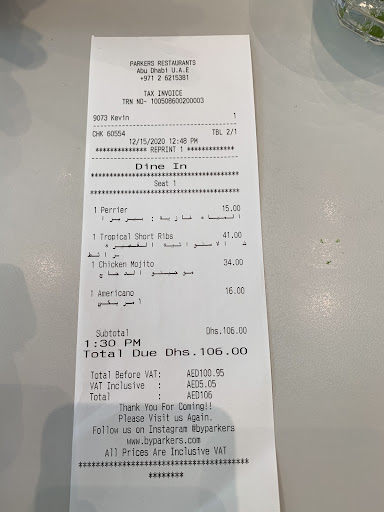 PARKERS RESTAURANTS
Abu Dhabi U.A.E
+971 2 6215381
TAX INVOICE
TRN NO- 100508600200003
9073 Kevin 1
CHK 60554 TBL 2/1
12/15/2020 12:48 PM
************** REPRINT 1 *************
Dine In
Seat 1
1 Perrier 15.00
1 Tropical Short Ribs 41.00
1 Chicken Mojito 34.00
1 Americano 16.00
Subtotal Dhs.106.00
1:30 PM
Total Due Dhs.106.00
Total Before VAT: AED100.95
VAT Inclusive : AED5.05
Total : AED106
Thank You For Coming!!
Please Visit us Again.
Follow us on Instagram @byparkers
www.byparkers.com
All Prices Are Inclusive VAT